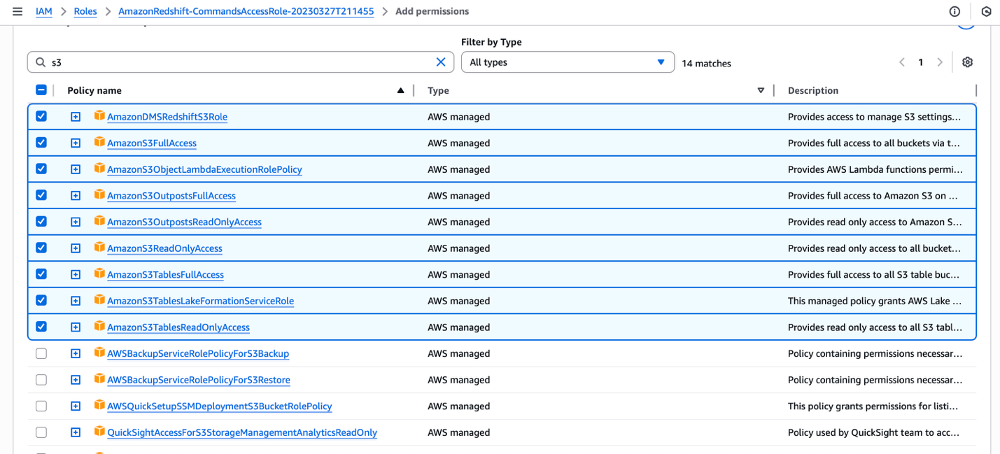 IAM > Roles > AmazonRedshift-CommandsAccessRole-20230327T211455 > Add permissions
Filter by Type
s3 All types 14 matches 1
Policy name Type Description
AmazonDMSRedshiftS3Role AWS managed Provides access to manage S3 settings...
AmazonS3FullAccess AWS managed Provides full access to all buckets via t...
AmazonS3ObjectLambdaExecutionRolePolicy AWS managed Provides AWS Lambda functions permi...
AmazonS3OutpostsFullAccess AWS managed Provides full access to Amazon S3 on ...
AmazonS3OutpostsReadOnlyAccess AWS managed Provides read only access to Amazon S...
AmazonS3ReadOnlyAccess AWS managed Provides read only access to all bucket...
AmazonS3TablesFullAccess AWS managed Provides full access to all S3 table buc...
AmazonS3TablesLakeFormationServiceRole AWS managed This managed policy grants AWS Lake ...
AmazonS3TablesReadOnlyAccess AWS managed Provides read only access to all S3 tabl...
AWSBackupServiceRolePolicyForS3Backup AWS managed Policy containing permissions necessar...
AWSBackupServiceRolePolicyForS3Restore AWS managed Policy containing permissions necessar...
AWSQuickSetupSSMDeploymentS3BucketRolePolicy AWS managed This policy grants permissions for listi...
QuickSightAccessForS3StorageManagementAnalyticsReadOnly AWS managed Policy used by QuickSight team to acc...